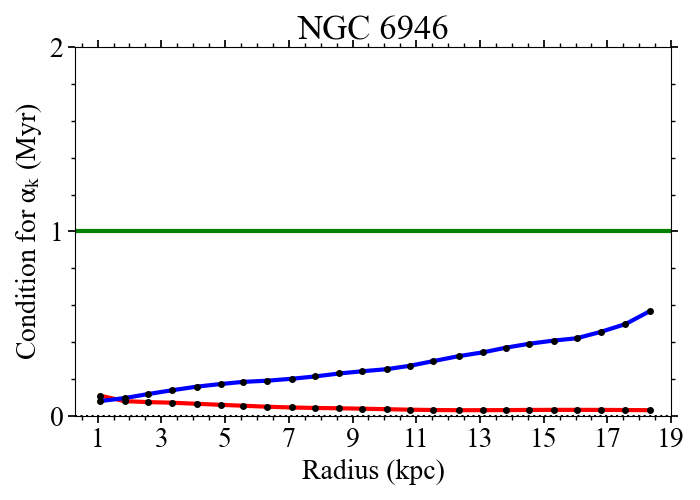 NGC 6946
Condition for αk (Myr)
2
1
0
1 3 5 7 9 11 13 15 17 19
Radius (kpc)